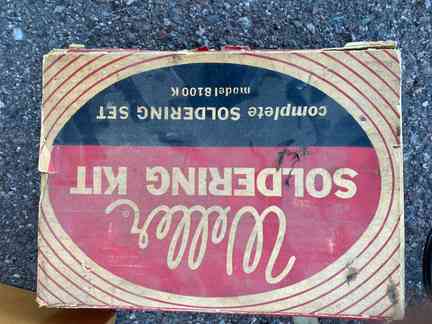 Weller
SOLDERING KIT
complete SOLDERING SET
model 8100K